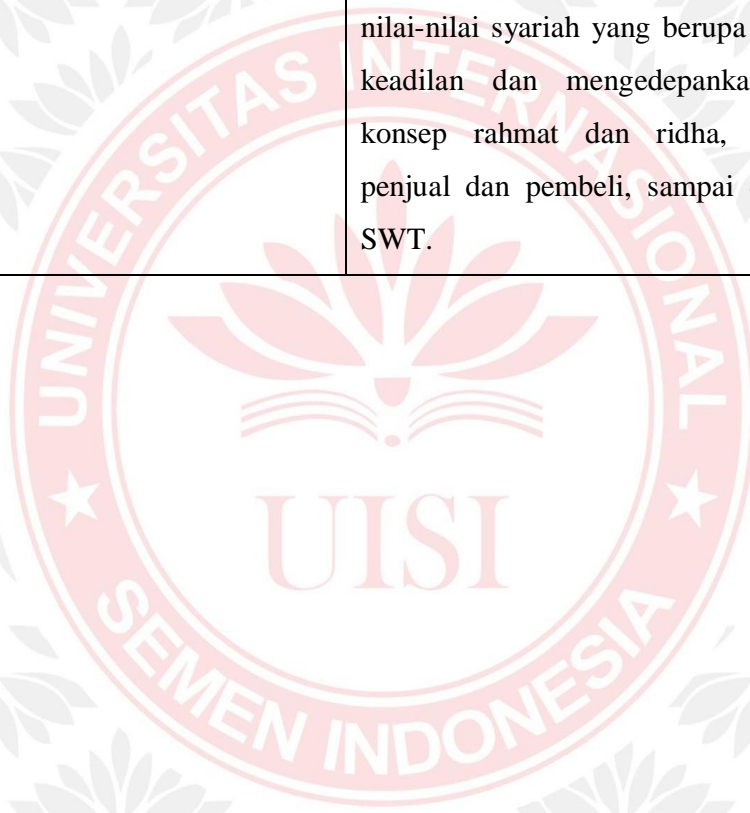 nilai-nilai syariah yang berupa
keadilan dan mengedepanka
konsep rahmat dan ridha,
penjual dan pembeli, sampai
SWT.
UNIVERSITAS INTERNASIONAL
UISI
SEMEN INDONESIA